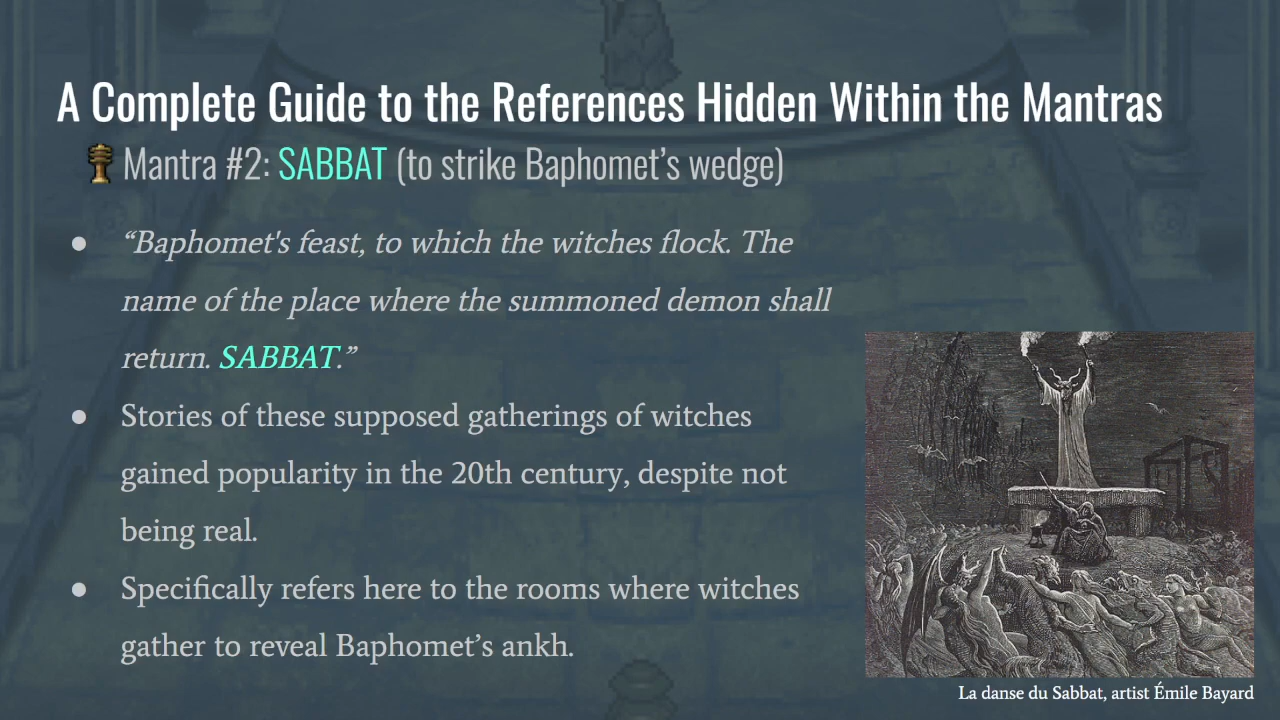 A Complete Guide to the References Hidden Within the Mantras
Mantra #2: SABBAT (to strike Baphomet’s wedge)
● “Baphomet's feast, to which the witches flock. The
name of the place where the summoned demon shall
return. SABBAT.”
● Stories of these supposed gatherings of witches
gained popularity in the 20th century, despite not
being real.
● Specifically refers here to the rooms where witches
gather to reveal Baphomet’s ankh.
La danse du Sabbat, artist Émile Bayard